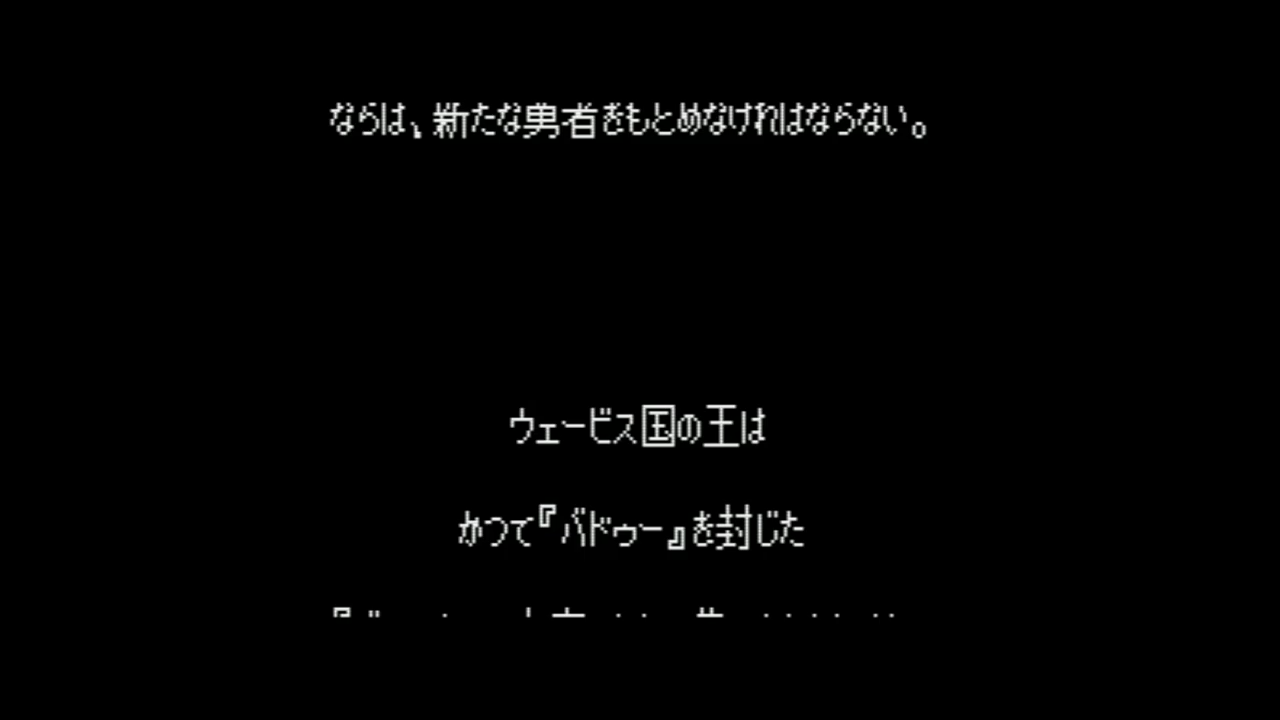 ならば、新たな勇者をもとめなければならない。
ウェービス国の王は
かつて『バドゥー』を封じた